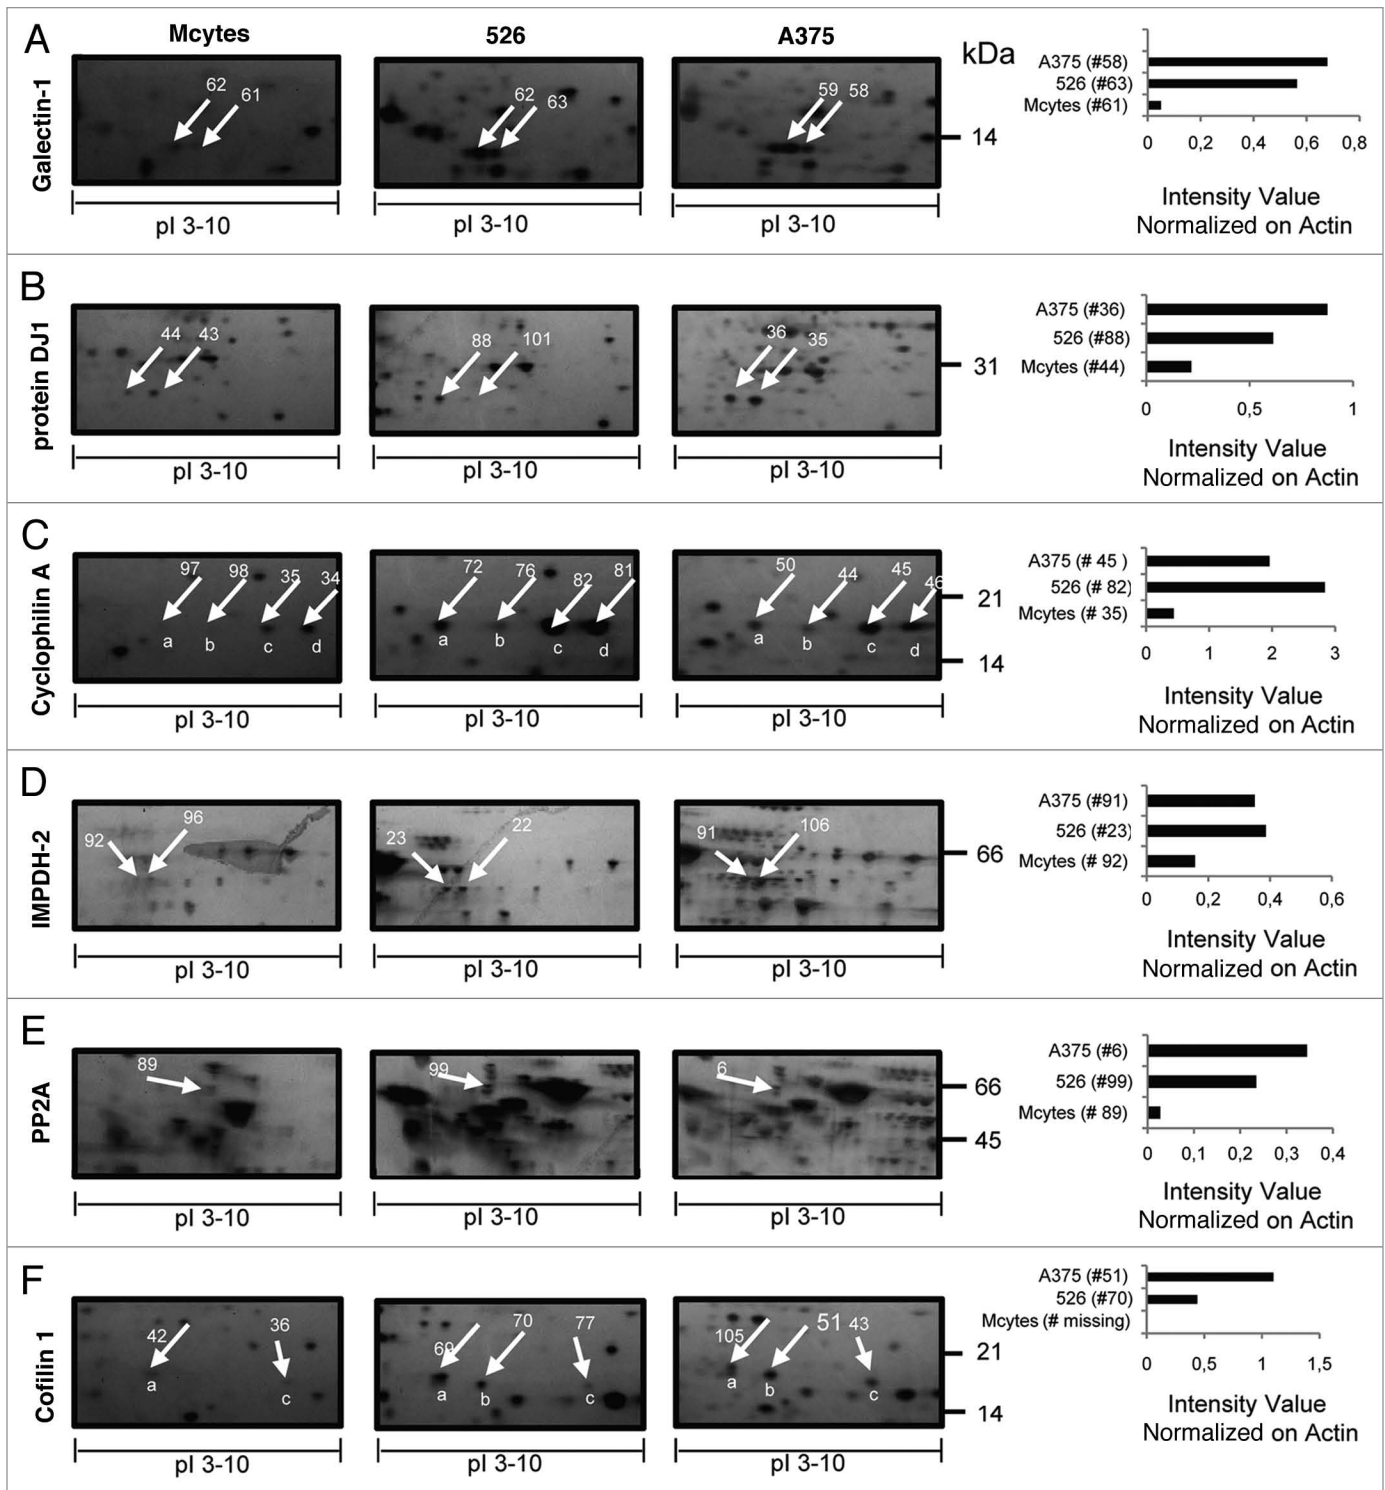 A
Mcytes
526
A375
kDa
Galectin-1
62
61
62
63
59
58
14
pI 3-10
pI 3-10
pI 3-10
A375 (#58)
526 (#63)
Mcytes (#61)
0
0,2
0,4
0,6
0,8
Intensity Value
Normalized on Actin
B
protein DJ1
44
43
88
101
36
35
31
pI 3-10
pI 3-10
pI 3-10
A375 (#36)
526 (#88)
Mcytes (#44)
0
0,5
1
Intensity Value
Normalized on Actin
C
Cyclophilin A
97
98
35
34
a
b
c
d
72
76
82
81
a
b
c
d
50
44
45
46
a
b
c
d
21
14
pI 3-10
pI 3-10
pI 3-10
A375 (# 45 )
526 (# 82)
Mcytes (# 35)
0
1
2
3
Intensity Value
Normalized on Actin
D
IMPDH-2
92
96
23
22
91
106
66
pI 3-10
pI 3-10
pI 3-10
A375 (#91)
526 (#23)
Mcytes (# 92)
0
0,2
0,4
0,6
Intensity Value
Normalized on Actin
E
PP2A
89
99
6
66
45
pI 3-10
pI 3-10
pI 3-10
A375 (#6)
526 (#99)
Mcytes (# 89)
0
0,1
0,2
0,3
0,4
Intensity Value
Normalized on Actin
F
Cofilin 1
42
36
a
c
69
70
77
a
b
c
105
51
43
a
b
c
21
14
pI 3-10
pI 3-10
pI 3-10
A375 (#51)
526 (#70)
Mcytes (# missing)
0
0,5
1
1,5
Intensity Value
Normalized on Actin